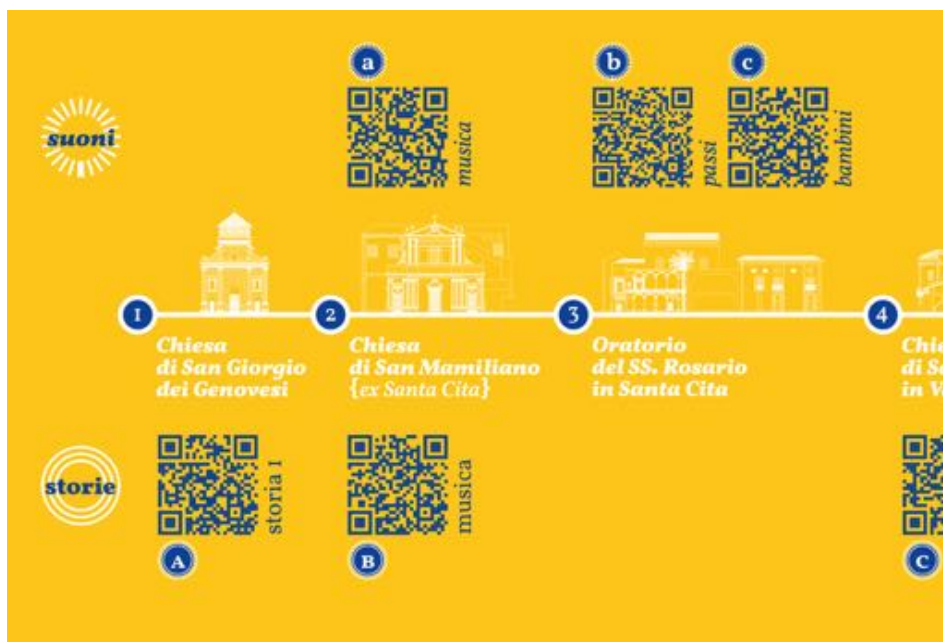 a
b
c
suoni
musica
passi
bambini
1
2
3
4
Chiesa
di San Giorgio
dei Genovesi
Chiesa
di San Mamiliano
{ex Santa Cita}
Oratorio
del SS. Rosario
in Santa Cita
storie
storia 1
musica
A
B
C